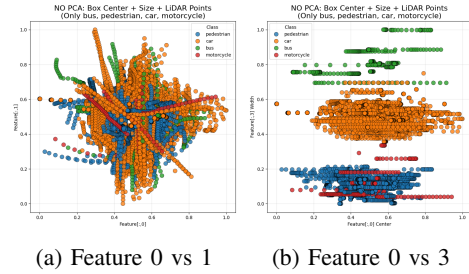 NO PCA: Box Center + Size + LiDAR Points
(Only bus, pedestrian, car, motorcycle)
Class
pedestrian
car
bus
motorcycle
Feature[:,1]
1.0
0.8
0.6
0.4
0.2
0.0
0.0 0.2 0.4 0.6 0.8 1.0
Feature[:,0]
NO PCA: Box Center + Size + LiDAR Points
(Only bus, pedestrian, car, motorcycle)
Class
pedestrian
car
bus
motorcycle
Feature[:,3] Width
1.0
0.8
0.6
0.4
0.2
0.0
0.0 0.2 0.4 0.6 0.8 1.0
Feature[:,0] Center
(a) Feature 0 vs 1
(b) Feature 0 vs 3